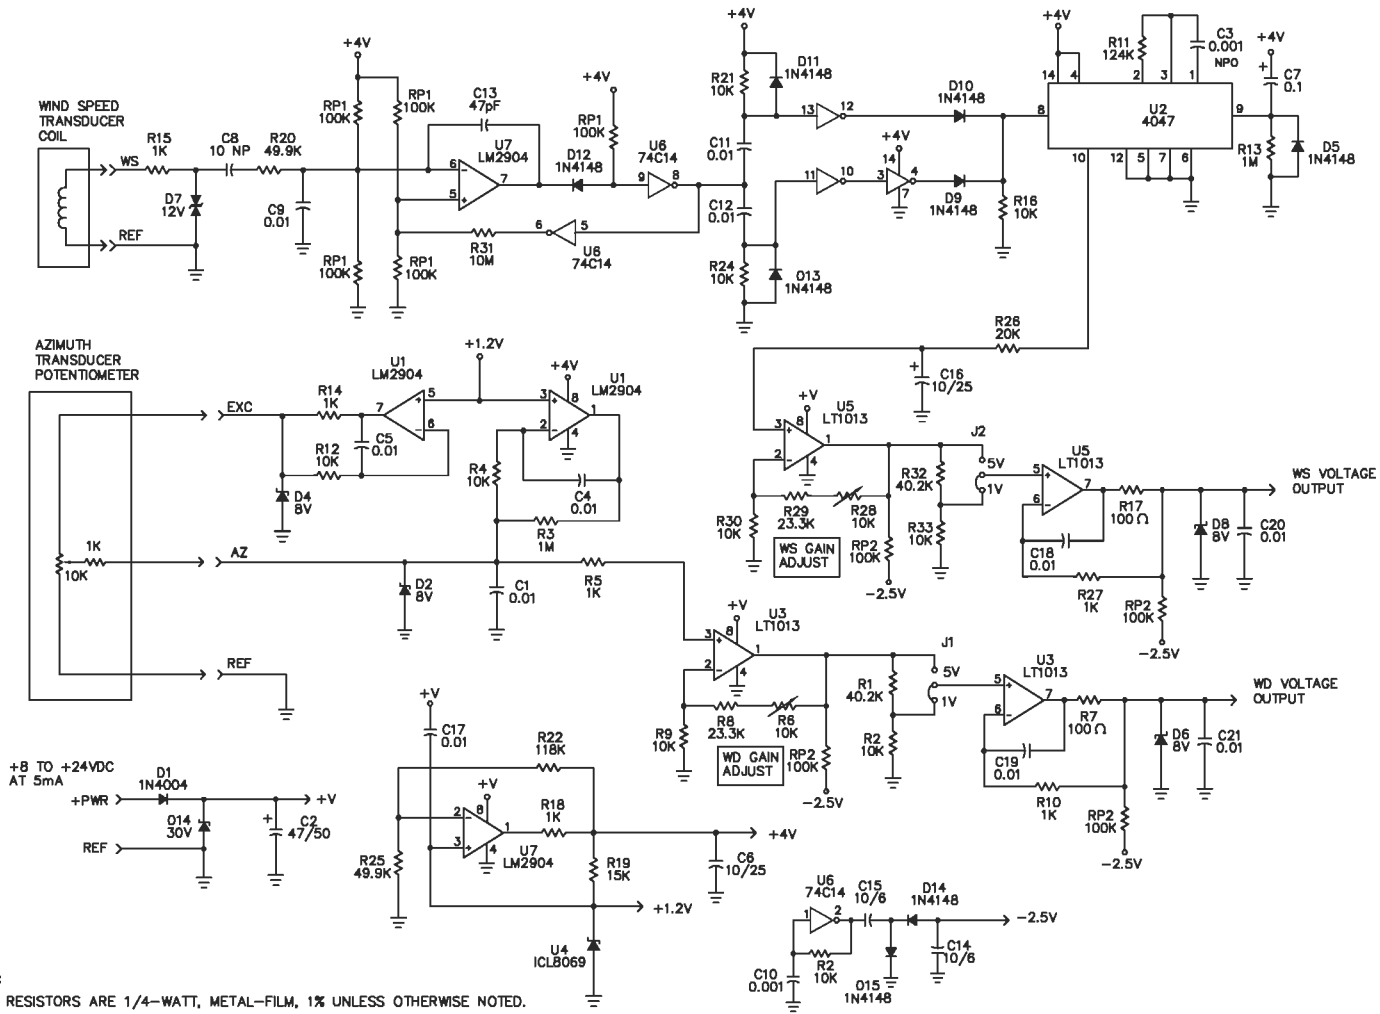 WIND SPEED
TRANSDUCER
COIL
WS
REF
R15
1K
D7
12V
C8
10 NP
R20
49.9K
C9
0.01
+4V
RP1
100K
RP1
100K
RP1
100K
RP1
100K
C13
47pF
U7
LM2904
6
5
7
D12
1N4148
+4V
RP1
100K
U6
74C14
9
8
6
5
U6
74C14
R31
10M
+4V
R21
10K
D11
1N4148
C11
0.01
C12
0.01
R24
10K
O13
1N4148
13
12
11
10
+4V
14
3
4
7
D10
1N4148
D9
1N4148
R16
10K
+4V
R11
124K
C3
0.001
NPO
14
4
2
3
1
8
U2
4047
9
10
12
5
7
6
+4V
C7
0.1
R13
1M
D5
1N4148
AZIMUTH
TRANSDUCER
POTENTIOMETER
EXC
AZ
REF
1K
10K
R14
1K
R12
10K
C5
0.01
D4
8V
U1
LM2904
7
5
6
+1.2V
+4V
U1
LM2904
3
2
8
4
1
R4
10K
C4
0.01
R3
1M
D2
8V
C1
0.01
R5
1K
R26
20K
C16
10/25
+V
U5
LT1013
3
2
8
4
1
R30
10K
R29
23.3K
R28
10K
WS GAIN
ADJUST
RP2
100K
-2.5V
R32
40.2K
R33
10K
J2
5V
1V
U5
LT1013
5
6
7
R17
100 Ω
C18
0.01
R27
1K
RP2
100K
-2.5V
D8
8V
C20
0.01
WS VOLTAGE
OUTPUT
+V
U3
LT1013
3
2
8
4
1
R9
10K
R8
23.3K
R6
10K
WD GAIN
ADJUST
RP2
100K
-2.5V
R1
40.2K
R2
10K
J1
5V
1V
U3
LT1013
5
6
7
R7
100 Ω
C19
0.01
R10
1K
RP2
100K
-2.5V
D6
8V
C21
0.01
WD VOLTAGE
OUTPUT
+8 TO +24VDC
AT 5mA
+PWR
REF
D1
1N4004
O14
30V
C2
47/50
+V
+V
C17
0.01
R22
118K
+V
2
3
8
4
1
U7
LM2904
R18
1K
R25
49.9K
R19
15K
C6
10/25
+4V
+1.2V
U4
ICL8069
U6
74C14
1
2
R2
10K
C10
0.001
C15
10/6
D14
1N4148
O15
1N4148
C14
10/6
-2.5V
:
RESISTORS ARE 1/4-WATT, METAL-FILM, 1% UNLESS OTHERWISE NOTED.